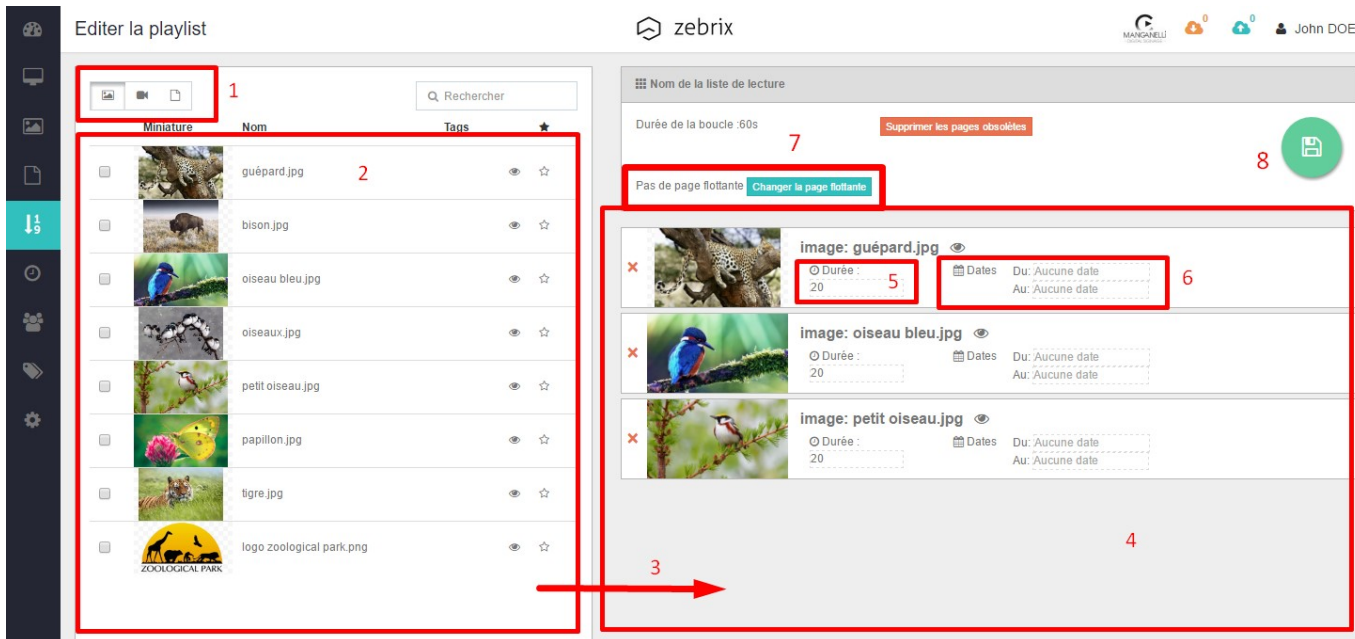 Editer la playlist
zebrix
MANGANELLI
0
0
John DOE
1
Rechercher
Miniature Nom Tags
guépard.jpg
2
bison.jpg
oiseau bleu.jpg
oiseaux.jpg
petit oiseau.jpg
papillon.jpg
tigre.jpg
ZOOLOGICAL PARK
logo zoological park.png
3
Nom de la liste de lecture
Durée de la boucle :60s
Supprimer les pages obsolètes
7
8
Pas de page flottante Changer la page flottante
image: guépard.jpg
Durée :
20
5
Dates
Du: Aucune date
Au: Aucune date
6
image: oiseau bleu.jpg
Durée :
20
Dates
Du: Aucune date
Au: Aucune date
image: petit oiseau.jpg
Durée :
20
Dates
Du: Aucune date
Au: Aucune date
4